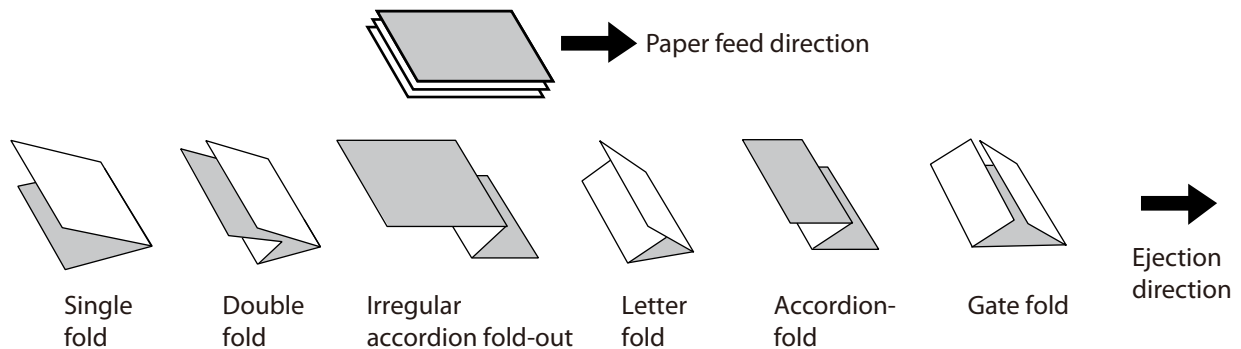 Paper feed direction
Single
fold
Double
fold
Irregular
accordion fold-out
Letter
fold
Accordion-
fold
Gate fold
Ejection
direction